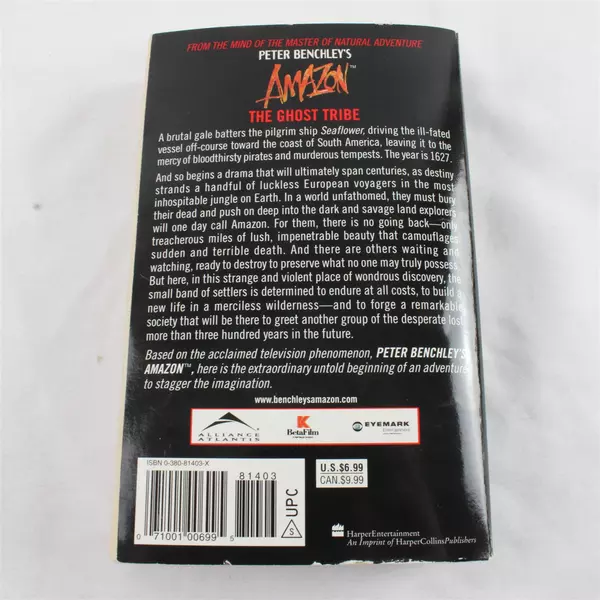 FROM THE MIND OF THE MASTER OF NATURAL ADVENTURE
PETER BENCHLEY'S
AMAZON™
THE GHOST TRIBE
A brutal gale batters the pilgrim ship Seaflower, driving the ill-fated
vessel off-course toward the coast of South America, leaving it to the
mercy of bloodthirsty pirates and murderous tempests. The year is 1627.
And so begins a drama that will ultimately span centuries, as destiny
strands a handful of luckless European voyagers in the most
inhospitable jungle on Earth. In a world unfathomed, they must bury
their dead and push on deep into the dark and savage land explorers
will one day call Amazon. For them, there is no going back—only
treacherous miles of lush, impenetrable beauty that camouflages
sudden and terrible death. And there are others waiting and
watching, ready to destroy to preserve what no one may truly possess.
But here, in this strange and violent place of wondrous discovery, the
small band of settlers is determined to endure at all costs, to build a
new life in a merciless wilderness—and to forge a remarkable
society that will be there to greet another group of the desperate lost
more than three hundred years in the future.
Based on the acclaimed television phenomenon, PETER BENCHLEY'S
AMAZON™, here is the extraordinary untold beginning of an adventure
to stagger the imagination.
www.benchleysamazon.com
ALLIANCE
ATLANTIS
K
BetaFilm
EYEMARK
ISBN 0-380-81403-X
81403
0 71001 00699 5
S UPC
U.S.$6.99
CAN.$9.99
HarperEntertainment
An Imprint of HarperCollinsPublishers